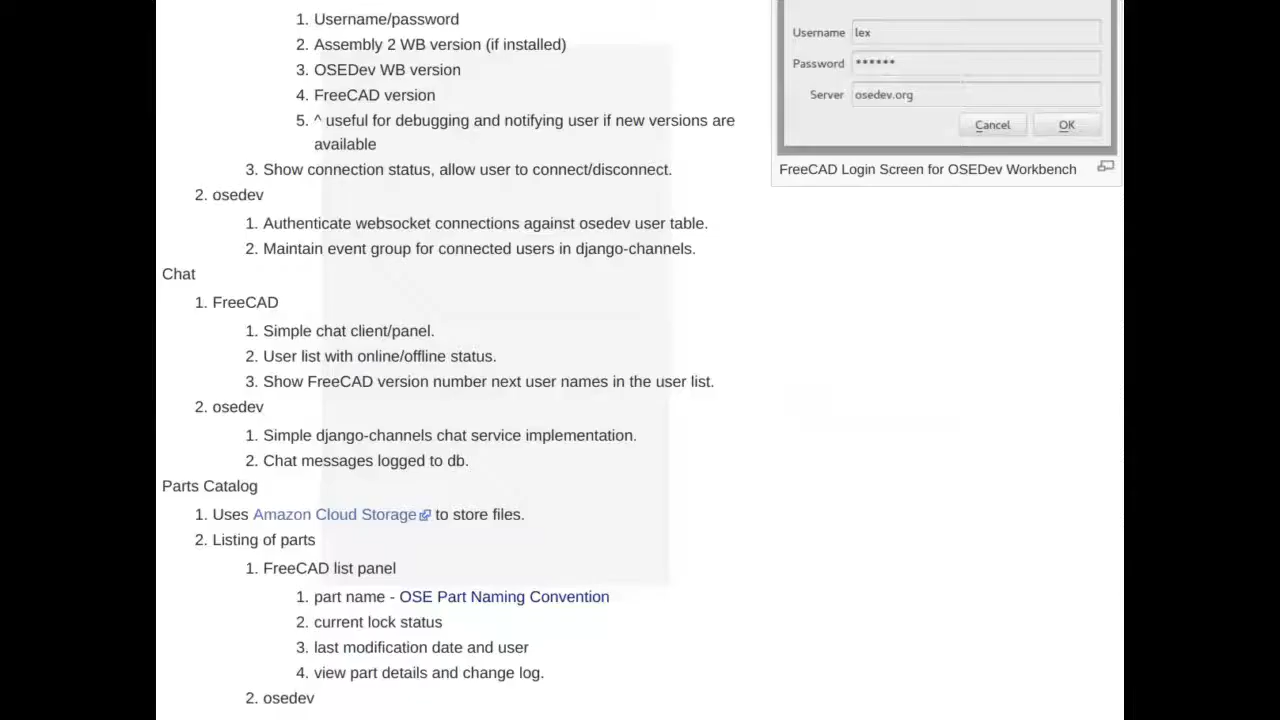 1. Username/password
2. Assembly 2 WB version (if installed)
3. OSEDev WB version
4. FreeCAD version
5. ^ useful for debugging and notifying user if new versions are
available
3. Show connection status, allow user to connect/disconnect.
2. osedev
1. Authenticate websocket connections against osedev user table.
2. Maintain event group for connected users in django-channels.
Chat
1. FreeCAD
1. Simple chat client/panel.
2. User list with online/offline status.
3. Show FreeCAD version number next user names in the user list.
2. osedev
1. Simple django-channels chat service implementation.
2. Chat messages logged to db.
Parts Catalog
1. Uses Amazon Cloud Storage to store files.
2. Listing of parts
1. FreeCAD list panel
1. part name - OSE Part Naming Convention
2. current lock status
3. last modification date and user
4. view part details and change log.
2. osedev
Username lex
Password ••••••
Server osedev.org
Cancel OK
FreeCAD Login Screen for OSEDev Workbench